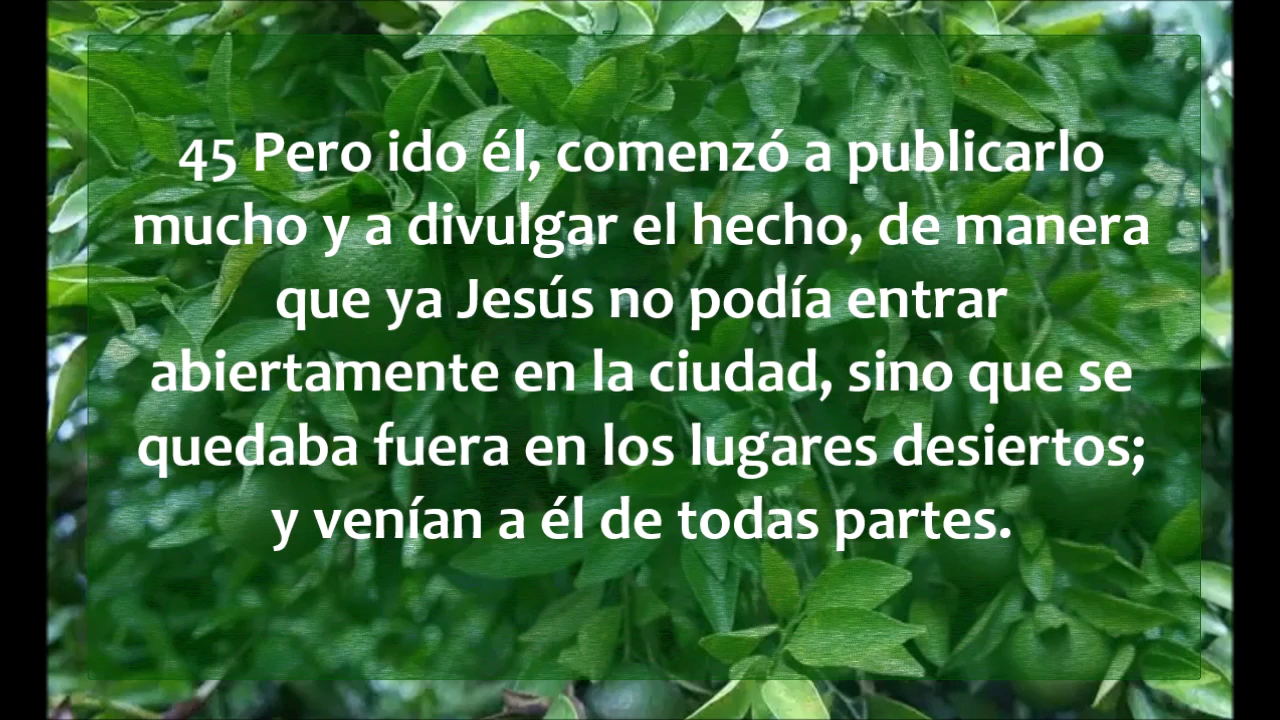 45 Pero ido él, comenzó a publicarlo
mucho y a divulgar el hecho, de manera
que ya Jesús no podía entrar
abiertamente en la ciudad, sino que se
quedaba fuera en los lugares desiertos;
y venían a él de todas partes.